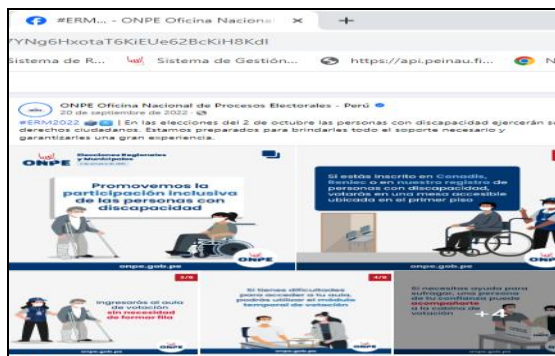 #ERM... - ONPE Oficina Naciona
YNg6HxotaT6KiEUe62BcKiH8KdI
Sistema de R...
Sistema de Gestión...
https://api.peinau.fi...
N
ONPE Oficina Nacional de Procesos Electorales - Perú
20 de septiembre de 2022
#ERM2022 | En las elecciones del 2 de octubre las personas con discapacidad ejercerán s
derechos ciudadanos. Estamos preparados para brindarles todo el soporte necesario y
garantizarles una gran experiencia.
ONPE
Elecciones Regionales
y Municipales
Promovemos la
participación inclusiva
de las personas con
discapacidad
onpe.gob.pe
Si estás inscrito en Conadis,
Reniec o en nuestro registro de
personas con discapacidad,
votarás en una mesa accesible
ubicada en el primer piso
onpe.gob.pe
ONPE
2/8
Ingresarás al aula
de votación
sin necesidad
de formar fila
onpe.gob.pe
4/8
Si tienes dificultades
para acceder a tu aula,
podrás utilizar el módulo
temporal de votación
onpe.gob.pe
ONPE
Si necesitas ayuda para
sufragar, una persona
de tu confianza puede
acompañarte
a la cabina de
votación
+4
onpe.gob.pe
ONPE